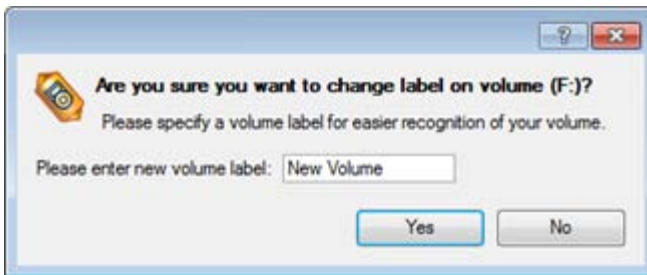 Are you sure you want to change label on volume (F:)?
Please specify a volume label for easier recognition of your volume.
Please enter new volume label: New Volume
Yes No